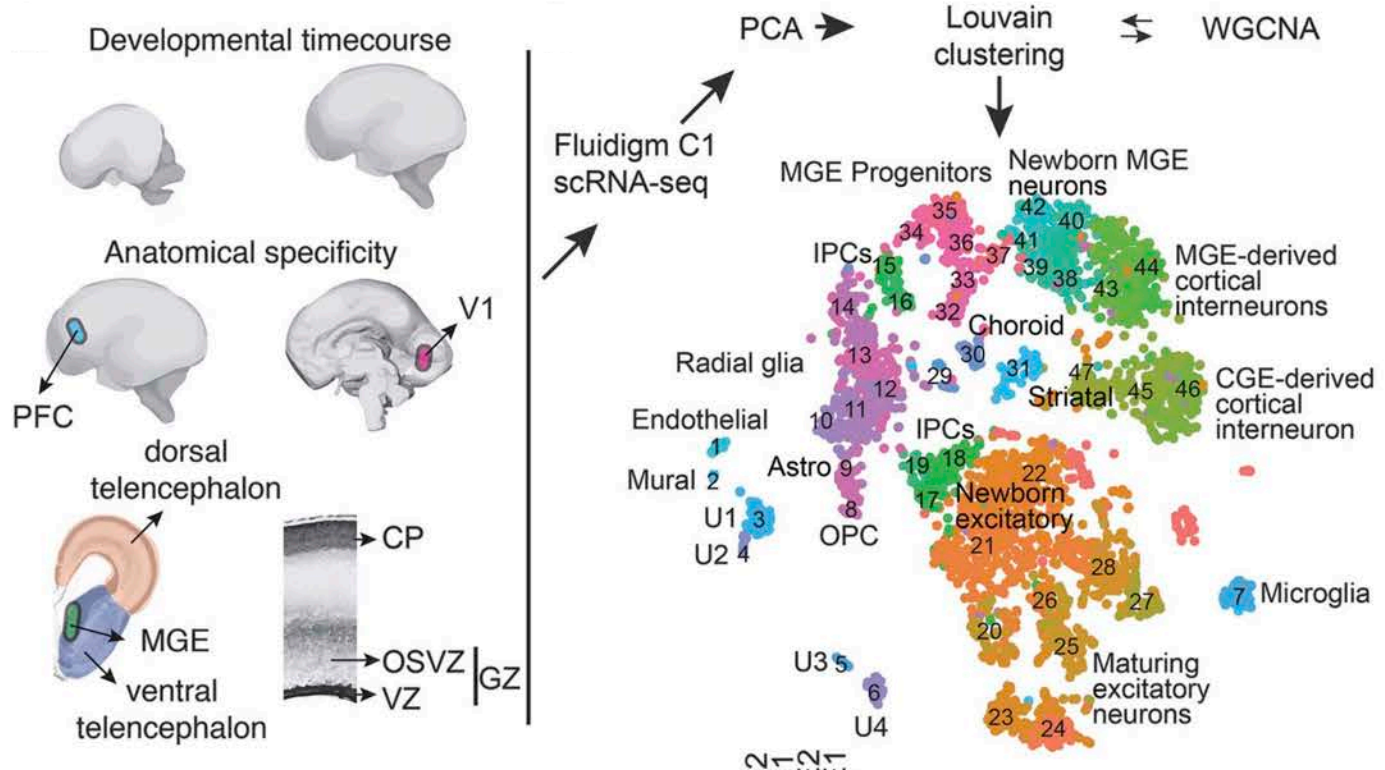 Developmental timecourse
Anatomical specificity
V1
PFC
dorsal
telencephalon
CP
MGE
OSVZ
GZ
VZ
ventral
telencephalon
Fluidigm C1
scRNA-seq
PCA
Louvain
clustering
WGCNA
MGE Progenitors
Newborn MGE
neurons
42
40
35
34
36
41
37
39
38
IPCs
15
16
33
32
14
44
43
MGE-derived
cortical
interneurons
Choroid
30
31
29
13
12
11
10
Radial glia
47
Striatal
45
46
CGE-derived
cortical
interneuron
Endothelial
1
Mural 2
U1 3
U2 4
Astro 9
8
OPC
IPCs
19
18
17
22
Newborn
excitatory
21
28
26
27
20
25
7 Microglia
U3 5
6
U4
23
24
Maturing
excitatory
neurons
2
1
2
1